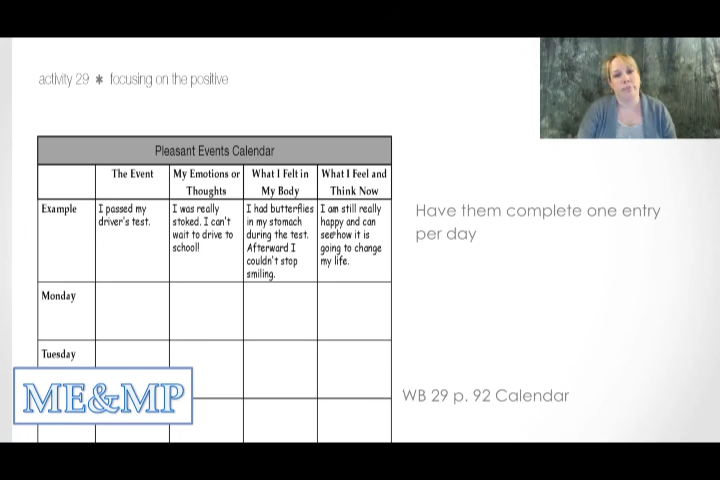 activity 29 * focusing on the positive
Pleasant Events Calendar
The Event
My Emotions or
Thoughts
What I Felt in
My Body
What I Feel and
Think Now
Example
I passed my
driver's test.
I was really
stoked. I can't
wait to drive to
school!
I had butterflies
in my stomach
during the test.
Afterward I
couldn't stop
smiling.
I am still really
happy and can
see how it is
going to change
my life.
Monday
Tuesday
Have them complete one entry
per day
WB 29 p. 92 Calendar
ME&MP